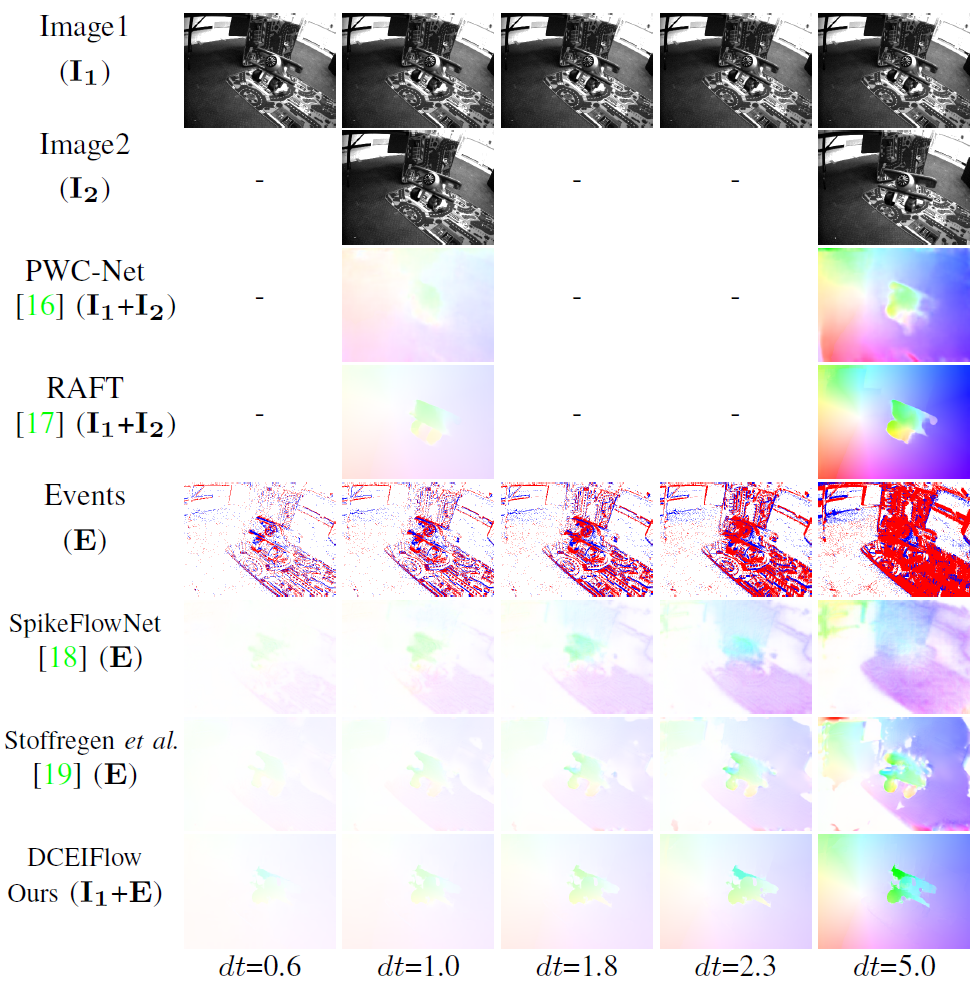 Image1
(I₁)
Image2
(I₂)
- - -
PWC-Net
[16] (I₁+I₂)
- - -
RAFT
[17] (I₁+I₂)
- - -
Events
(E)
SpikeFlowNet
[18] (E)
Stoffregen et al.
[19] (E)
DCEIFlow
Ours (I₁+E)
dt=0.6 dt=1.0 dt=1.8 dt=2.3 dt=5.0